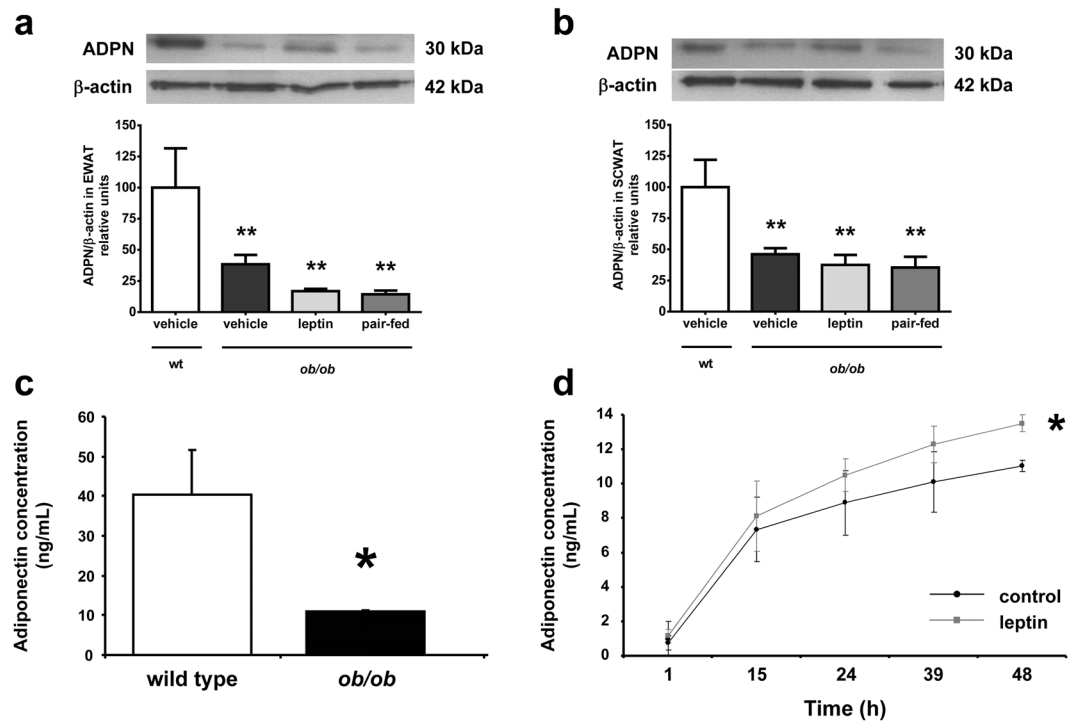 a
ADPN
30 kDa
β-actin
42 kDa
ADPN/β-actin in EWAT
relative units
150
125
100
75
50
25
0
**
**
**
vehicle vehicle leptin pair-fed
wt ob/ob
b
ADPN
30 kDa
β-actin
42 kDa
ADPN/β-actin in SCWAT
relative units
150
125
100
75
50
25
0
**
**
**
vehicle vehicle leptin pair-fed
wt ob/ob
c
Adiponectin concentration
(ng/mL)
60
50
40
30
20
10
0
*
wild type ob/ob
d
Adiponectin concentration
(ng/mL)
14
12
10
8
6
4
2
0
*
control
leptin
1 15 24 39 48
Time (h)